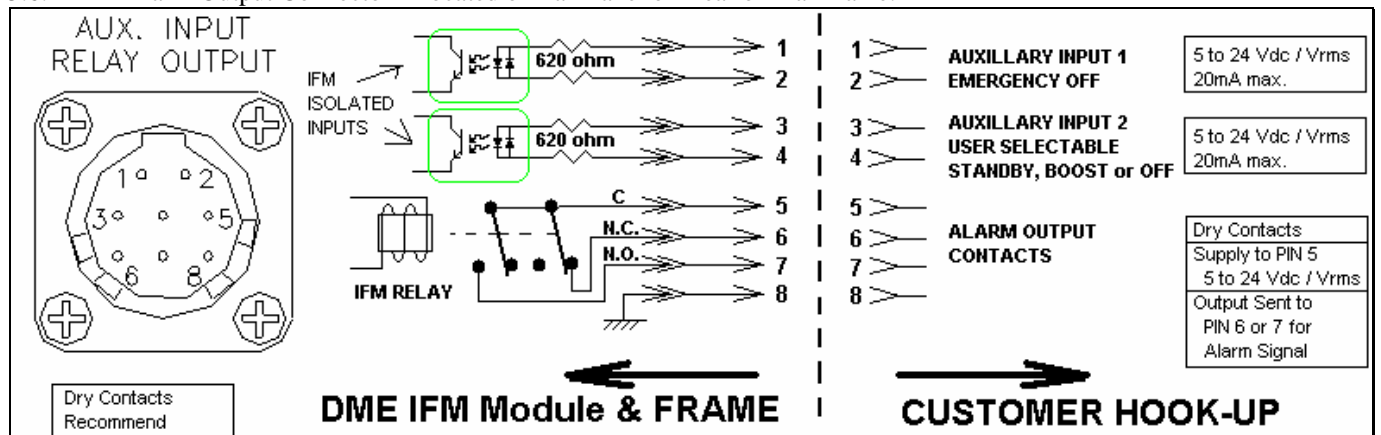 AUX. INPUT
RELAY OUTPUT
1 2
3 5
6 8
Dry Contacts
Recommend
IFM
ISOLATED
INPUTS
620 ohm
1
2
620 ohm
3
4
C
5
N.C.
6
N.O.
7
8
IFM RELAY
DME IFM Module & FRAME
1
2
AUXILLARY INPUT 1
EMERGENCY OFF
5 to 24 Vdc / Vrms
20mA max.
3
4
AUXILLARY INPUT 2
USER SELECTABLE
STANDBY, BOOST or OFF
5 to 24 Vdc / Vrms
20mA max.
5
6
7
8
ALARM OUTPUT
CONTACTS
Dry Contacts
Supply to PIN 5
5 to 24 Vdc / Vrms
Output Sent to
PIN 6 or 7 for
Alarm Signal
CUSTOMER HOOK-UP